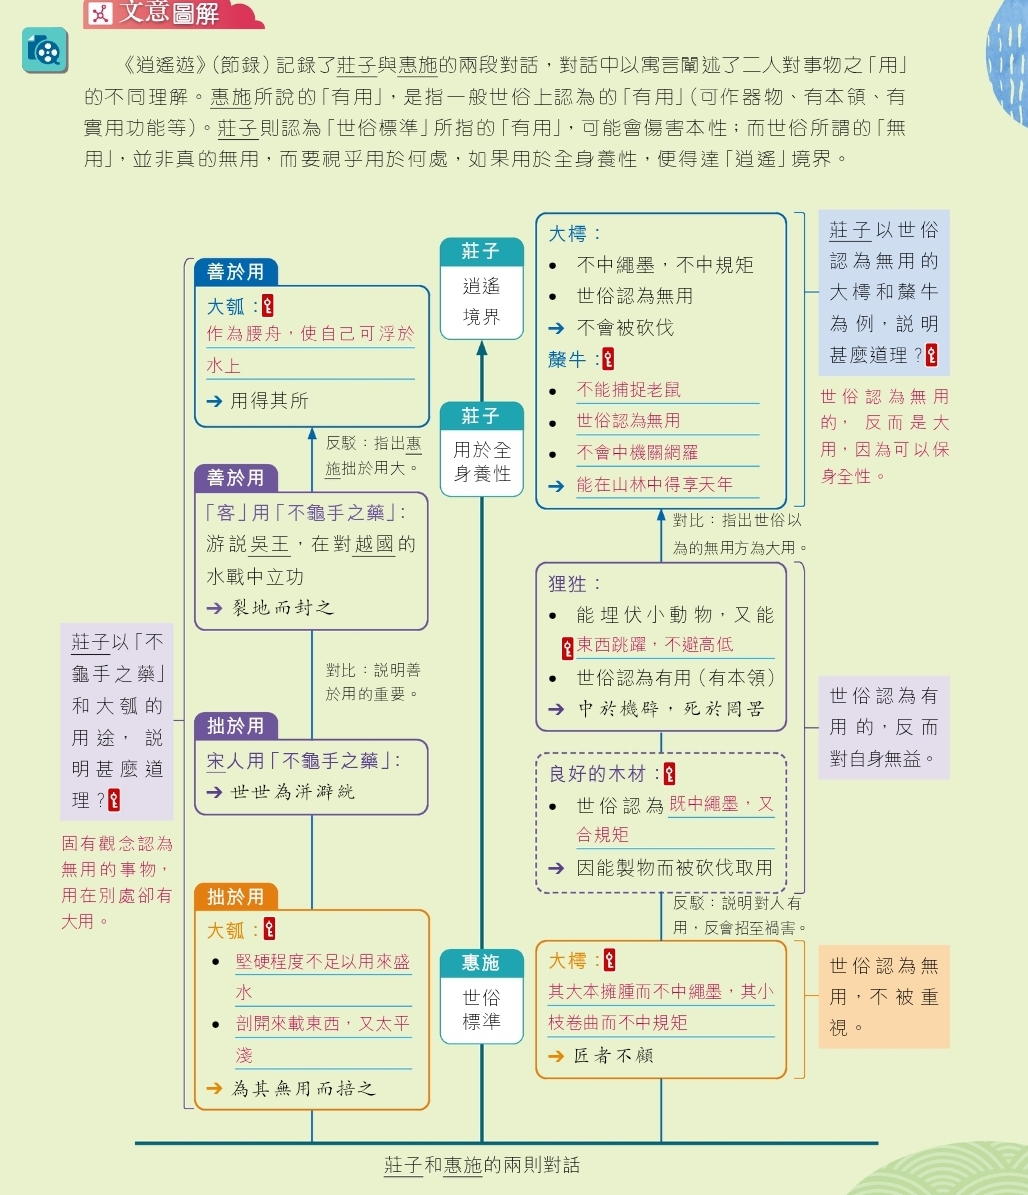 文意圖解
《逍遙遊》(節錄)記錄了莊子與惠施的兩段對話，對話中以寓言闡述了二人對事物之「用」
的不同理解。惠施所說的「有用」，是指一般世俗上認為的「有用」(可作器物、有本領、有
實用功能等)。莊子則認為「世俗標準」所指的「有用」，可能會傷害本性；而世俗所謂的「無
用」，並非真的無用，而要視乎用於何處，如果用於全身養性，便得達「逍遙」境界。
善於用
大瓠：
作為腰舟，使自己可浮於
水上
➔ 用得其所
反駁：指出惠
施拙於用大。
善於用
「客」用「不龜手之藥」：
游説吳王，在對越國的
水戰中立功
➔ 裂地而封之
對比：説明善
於用的重要。
拙於用
宋人用「不龜手之藥」：
➔ 世世為洴澼絖
拙於用
大瓠：
• 堅硬程度不足以用來盛
水
• 剖開來載東西，又太平
淺
➔ 為其無用而掊之
莊子以「不
龜手之藥」
和大瓠的
用途，説
明甚麼道
理？
固有觀念認為
無用的事物，
用在別處卻有
大用。
莊子
逍遙
境界
莊子
用於全
身養性
惠施
世俗
標準
大樗：
• 不中繩墨，不中規矩
• 世俗認為無用
➔ 不會被砍伐
斄牛：
• 不能捕捉老鼠
• 世俗認為無用
• 不會中機關網羅
➔ 能在山林中得享天年
莊子以世俗
認為無用的
大樗和斄牛
為例，説明
甚麼道理？
世俗認為無用
的，反而是大
用，因為可以保
身全性。
對比：指出世俗以
為的無用方為大用。
狸狌：
• 能埋伏小動物，又能
東西跳躍，不避高低
• 世俗認為有用(有本領)
➔ 中於機辟，死於罔罟
良好的木材：
• 世俗認為既中繩墨，又
合規矩
➔ 因能製物而被砍伐取用
世俗認為有
用的，反而
對自身無益。
反駁：説明對人有
用，反會招至禍害。
大樗：
其大本擁腫而不中繩墨，其小
枝卷曲而不中規矩
➔ 匠者不顧
世俗認為無
用，不被重
視。
莊子和惠施的兩則對話